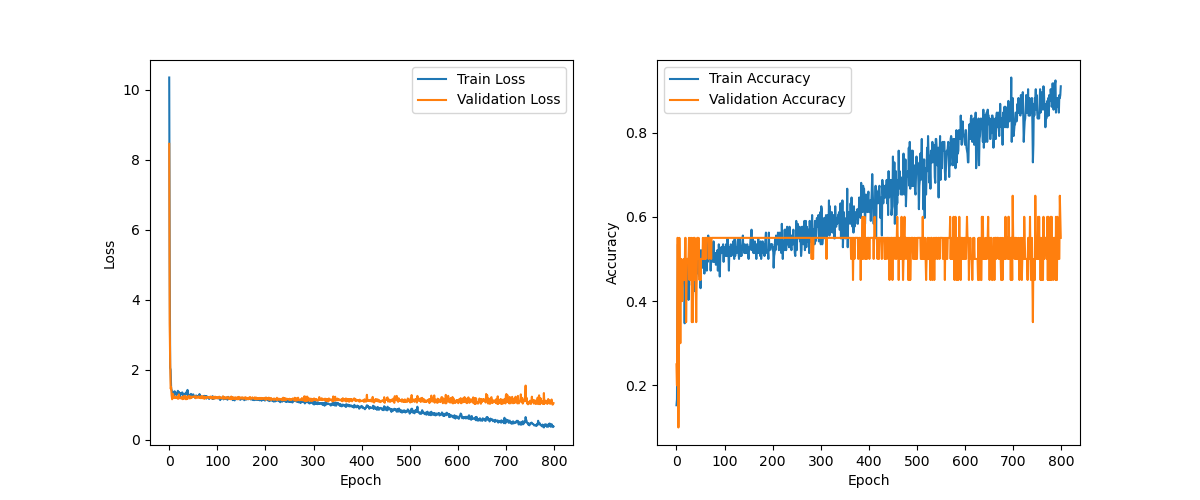 Train Loss
Validation Loss
10
8
6
4
2
0
Loss
0 100 200 300 400 500 600 700 800
Epoch
Train Accuracy
Validation Accuracy
0.8
0.6
0.4
0.2
Accuracy
0 100 200 300 400 500 600 700 800
Epoch